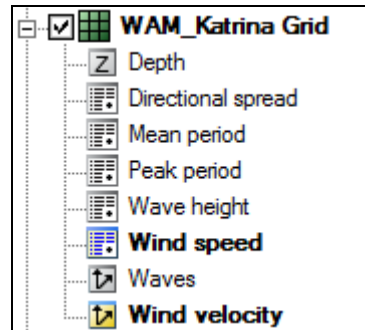 WAM_Katrina Grid
Z Depth
Directional spread
Mean period
Peak period
Wave height
Wind speed
Waves
Wind velocity